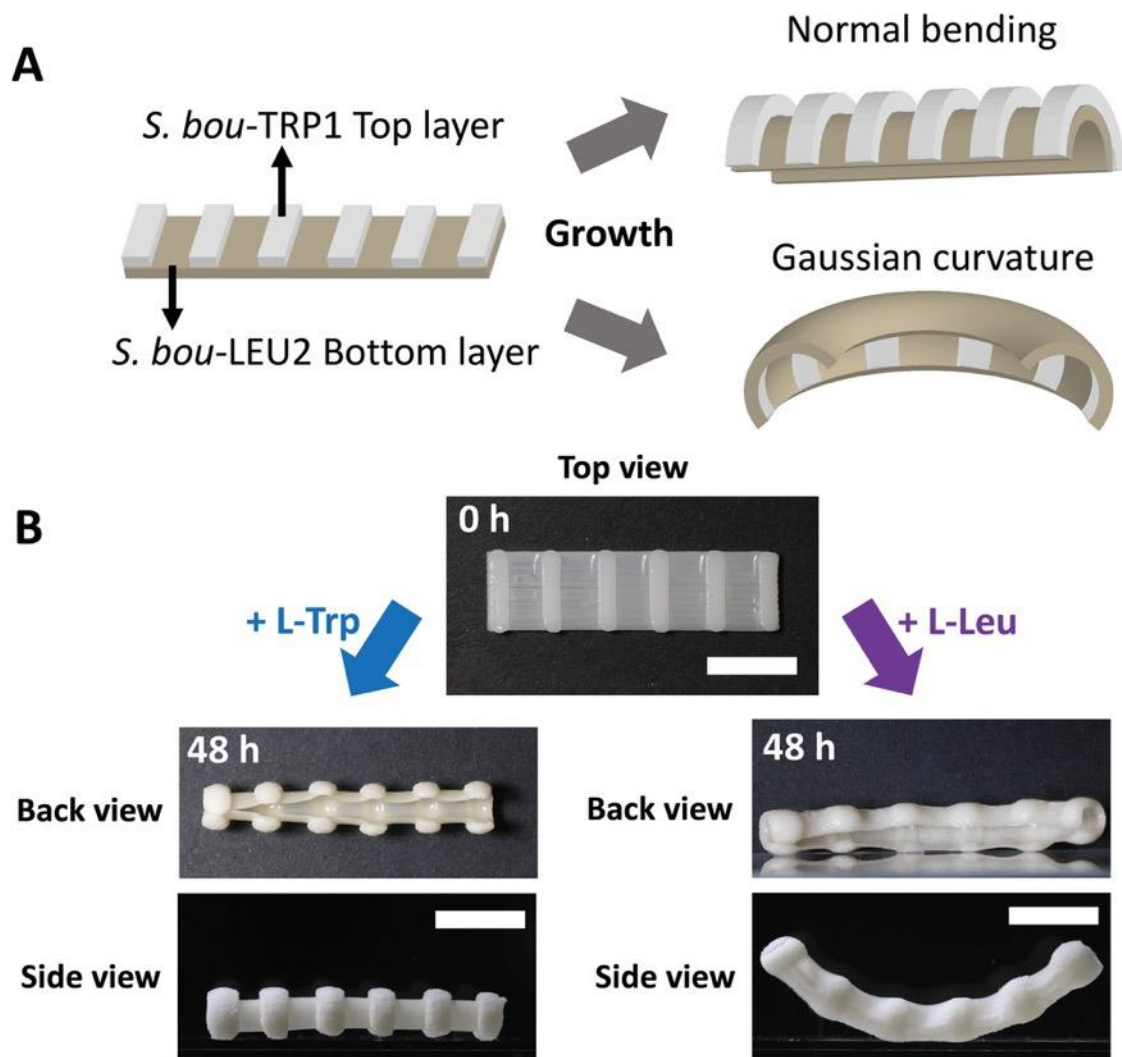 A
Normal bending
S. bou-TRP1 Top layer
Growth
Gaussian curvature
S. bou-LEU2 Bottom layer
Top view
B
0 h
+ L-Trp
+ L-Leu
48 h
48 h
Back view
Back view
Side view
Side view